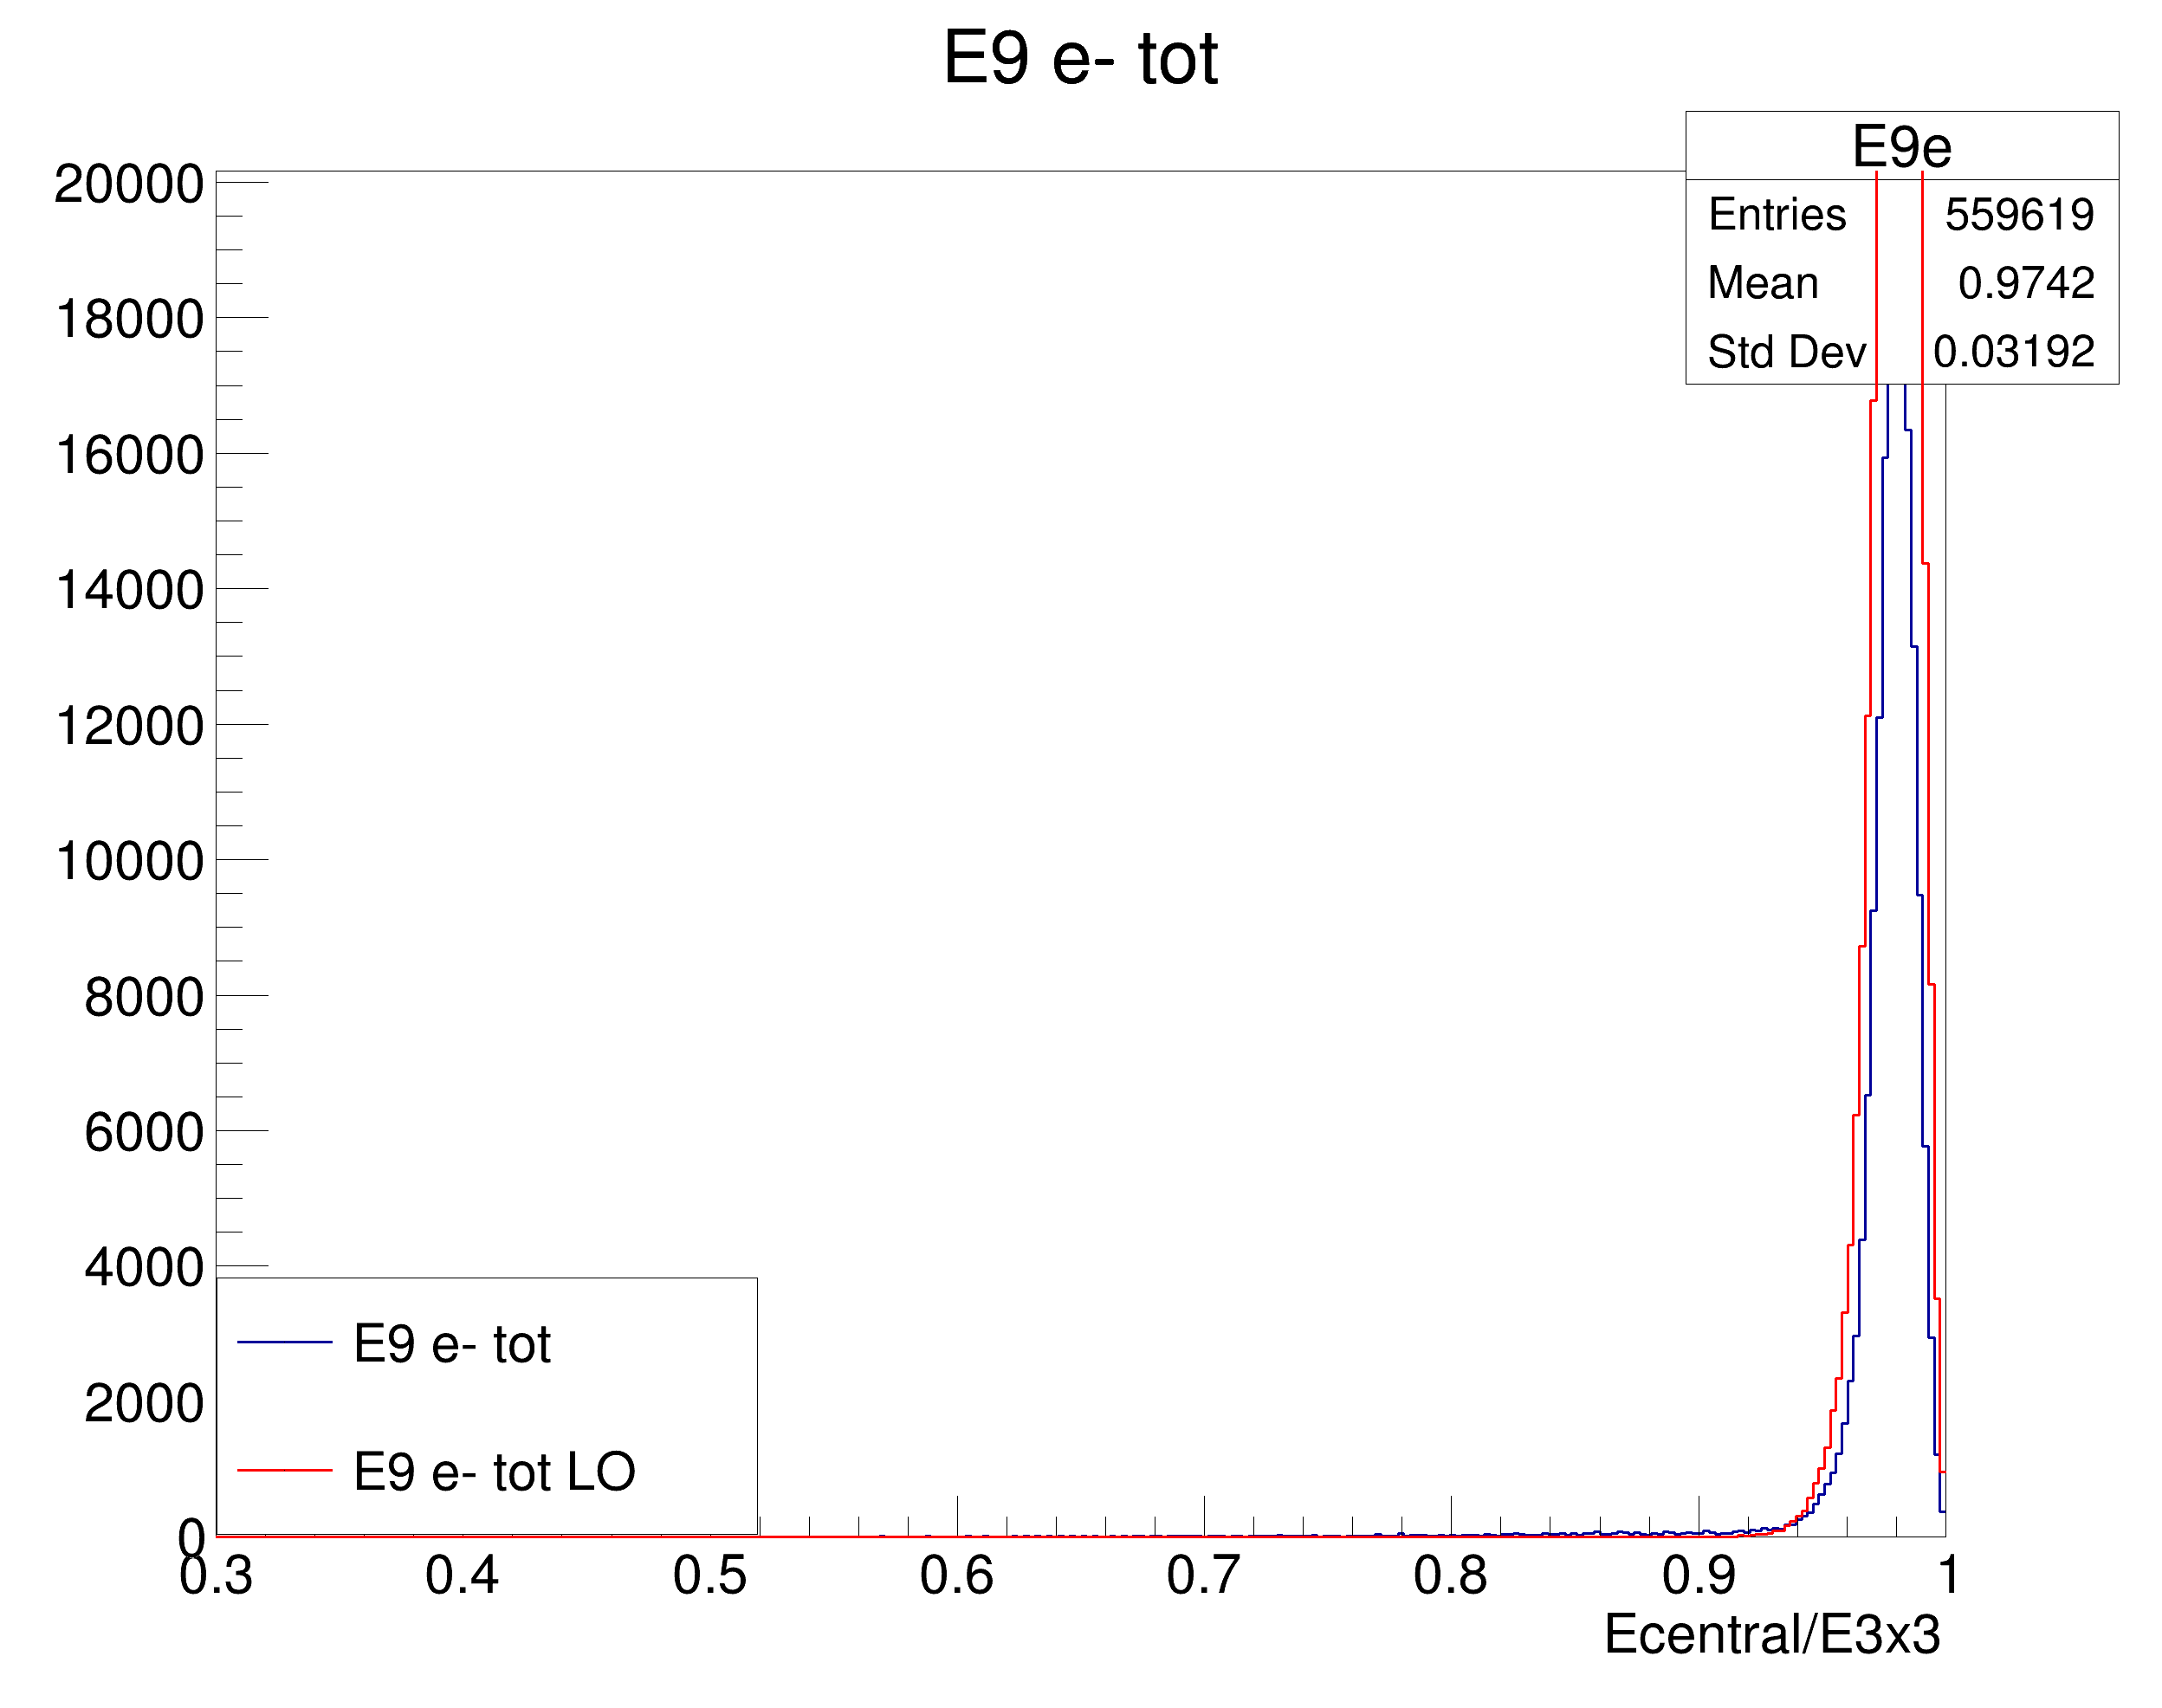 E9 e- tot
E9e
Entries 559619
Mean 0.9742
Std Dev 0.03192
20000
18000
16000
14000
12000
10000
8000
6000
4000
2000
0
E9 e- tot
E9 e- tot LO
0.3 0.4 0.5 0.6 0.7 0.8 0.9 1
Ecentral/E3x3